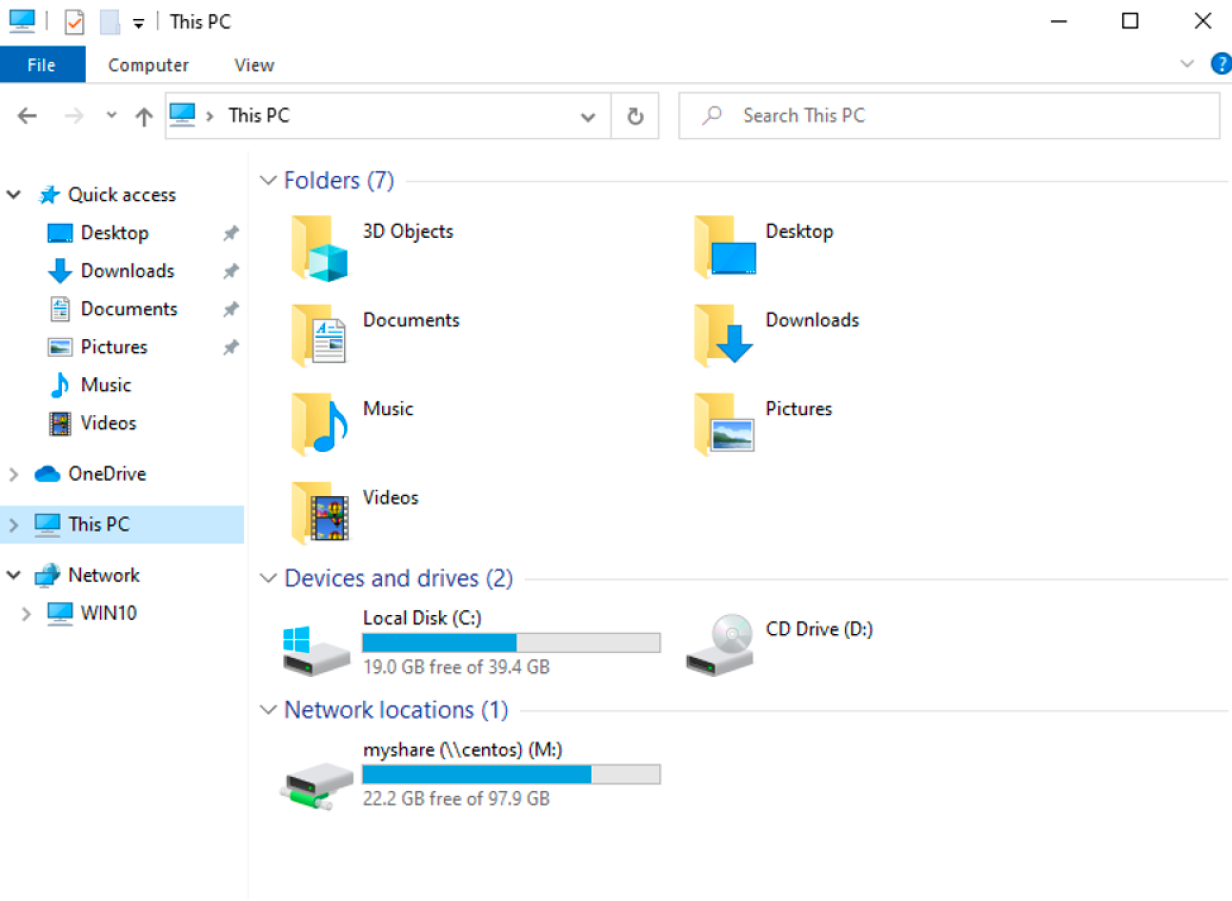 This PC
File Computer View
This PC
Search This PC
Quick access
Desktop
Downloads
Documents
Pictures
Music
Videos
OneDrive
This PC
Network
WIN10
Folders (7)
3D Objects
Desktop
Documents
Downloads
Music
Pictures
Videos
Devices and drives (2)
Local Disk (C:)
19.0 GB free of 39.4 GB
CD Drive (D:)
Network locations (1)
myshare (\\centos) (M:)
22.2 GB free of 97.9 GB